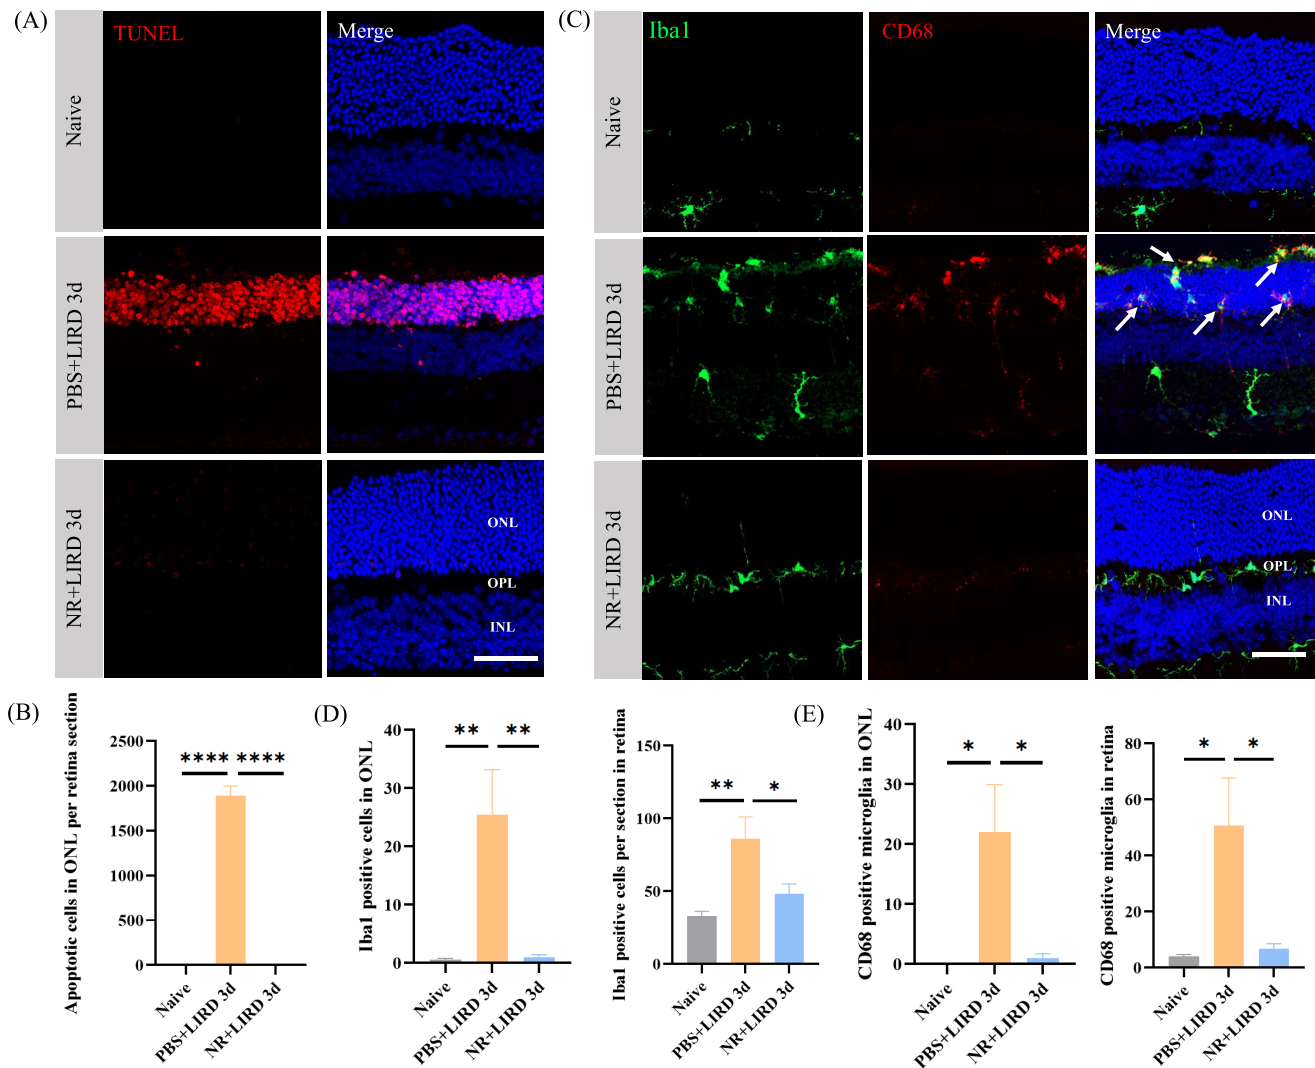 (A)
TUNEL
Merge
Naive
PBS+LIRD 3d
NR+LIRD 3d
ONL
OPL
INL
(C)
Iba1
CD68
Merge
Naive
PBS+LIRD 3d
NR+LIRD 3d
ONL
OPL
INL
(B)
Apoptotic cells in ONL per retina section
2500
2000
1500
1000
500
0
**** ****
Naive
PBS+LIRD 3d
NR+LIRD 3d
(D)
Iba1 positive cells in ONL
40
30
20
10
0
** **
Naive
PBS+LIRD 3d
NR+LIRD 3d
Iba1 positive cells per section in retina
150
100
50
0
** *
Naive
PBS+LIRD 3d
NR+LIRD 3d
(E)
CD68 positive microglia in ONL
40
30
20
10
0
* *
Naive
PBS+LIRD 3d
NR+LIRD 3d
CD68 positive microglia in retina
80
60
40
20
0
* *
Naive
PBS+LIRD 3d
NR+LIRD 3d